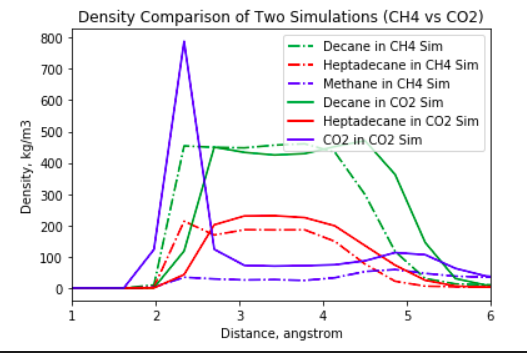 Density Comparison of Two Simulations (CH4 vs CO2)
800
700
600
500
400
300
200
100
0
Density, kg/m3
Decane in CH4 Sim
Heptadecane in CH4 Sim
Methane in CH4 Sim
Decane in CO2 Sim
Heptadecane in CO2 Sim
CO2 in CO2 Sim
1 2 3 4 5 6
Distance, angstrom